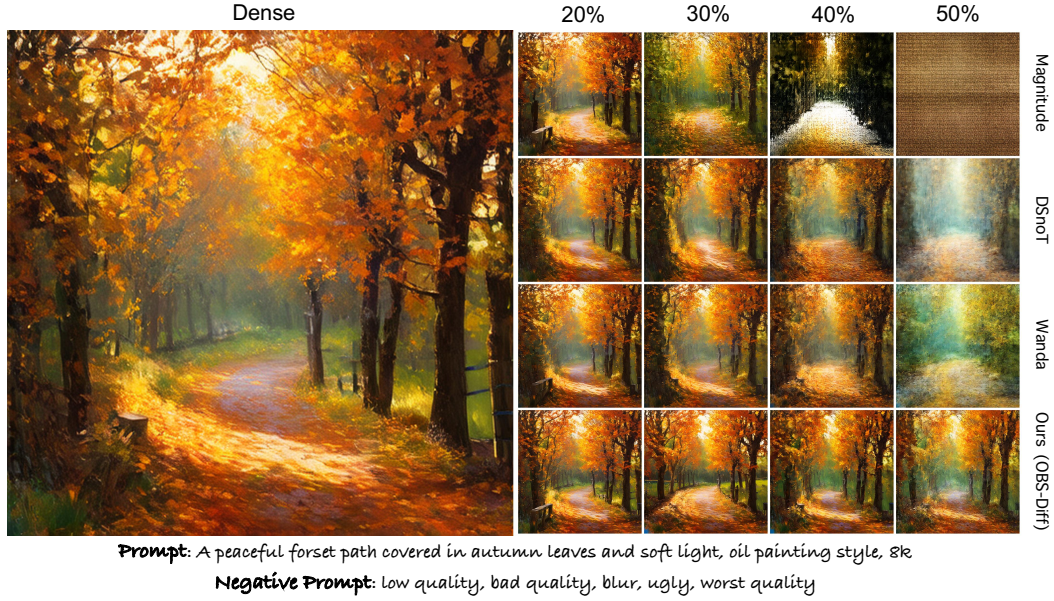 Dense 20% 30% 40% 50%
Magnitude
DSnoT
Wanda
Ours (OBS-Diff)
Prompt: A peaceful forset path covered in autumn leaves and soft light, oil painting style, 8k
Negative Prompt: low quality, bad quality, blur, ugly, worst quality